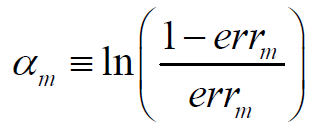 α_m ≡ ln( (1 − err_m) / err_m )